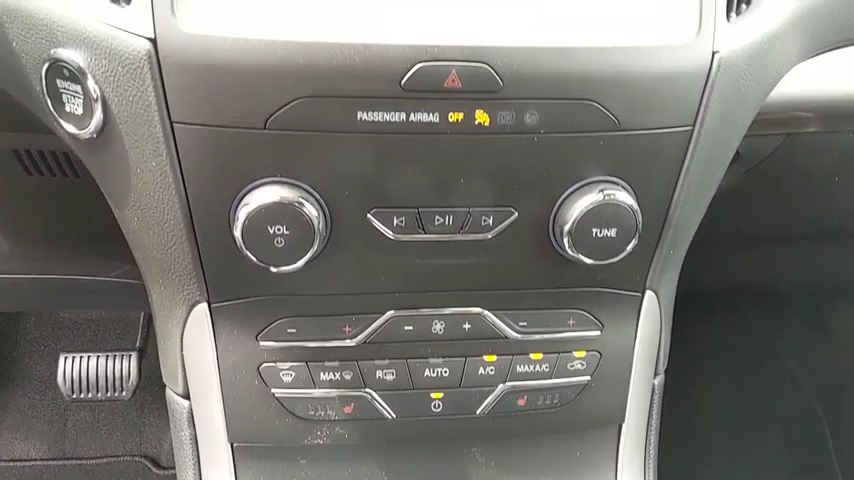 ENGINE
START
STOP
PASSENGER AIRBAG OFF
VOL
TUNE
- + - + - +
MAX R AUTO A/C MAX A/C